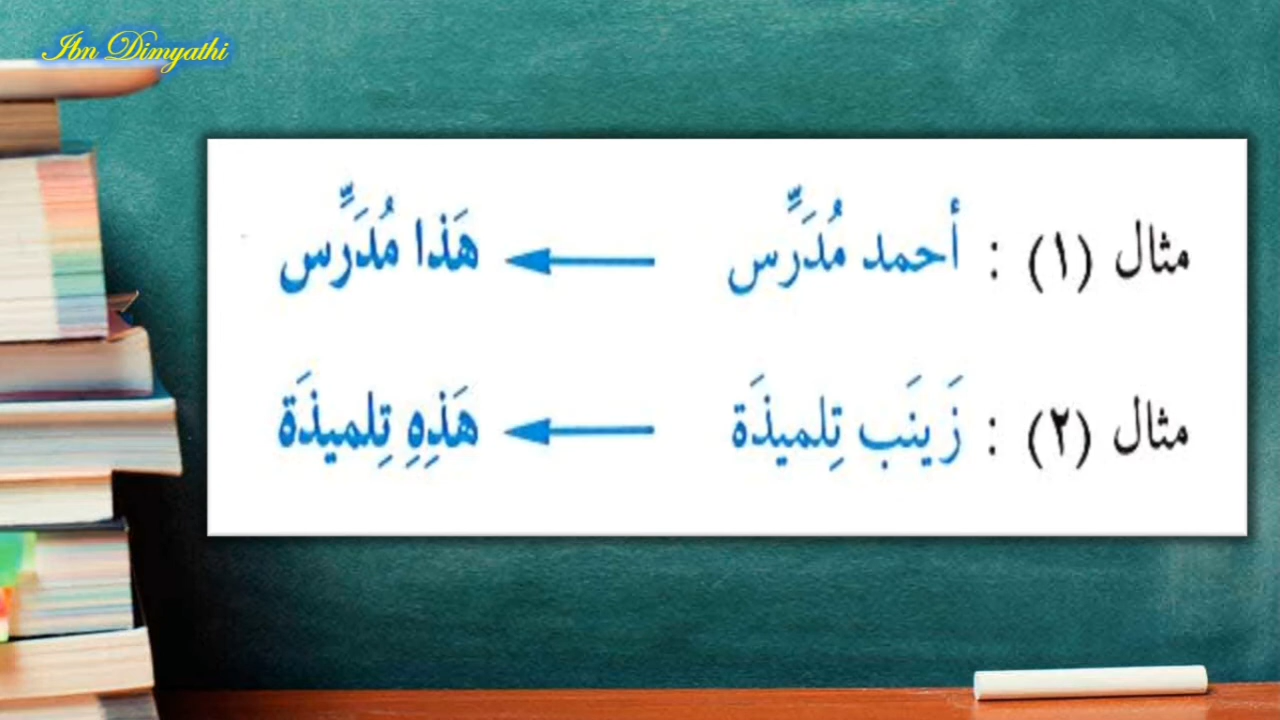 Ibn Dimyathi
مثال (١) : أحمد مُدَرِّس ← هَذا مُدَرِّس
مثال (٢) : زَينَب تِلميذَة ← هَذِهِ تِلميذَة